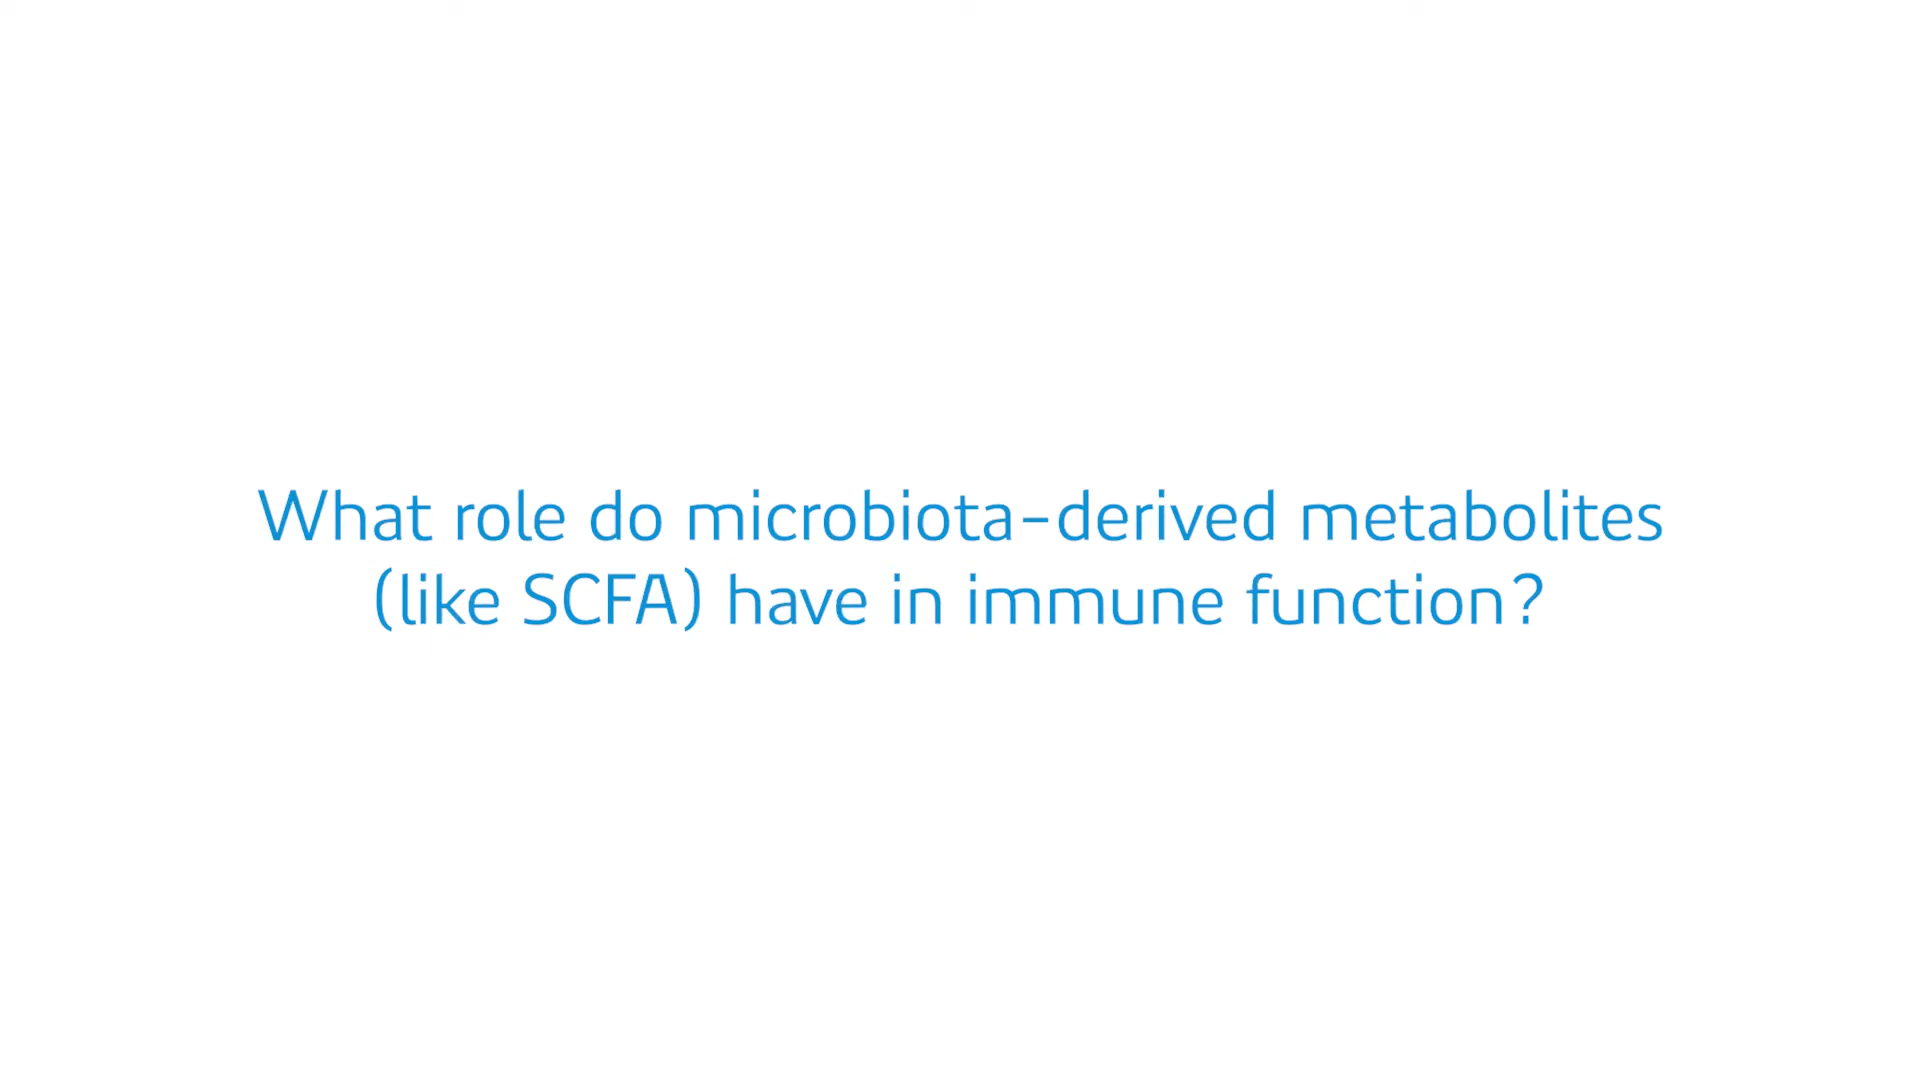 What role do microbiota-derived metabolites
(like SCFA) have in immune function?